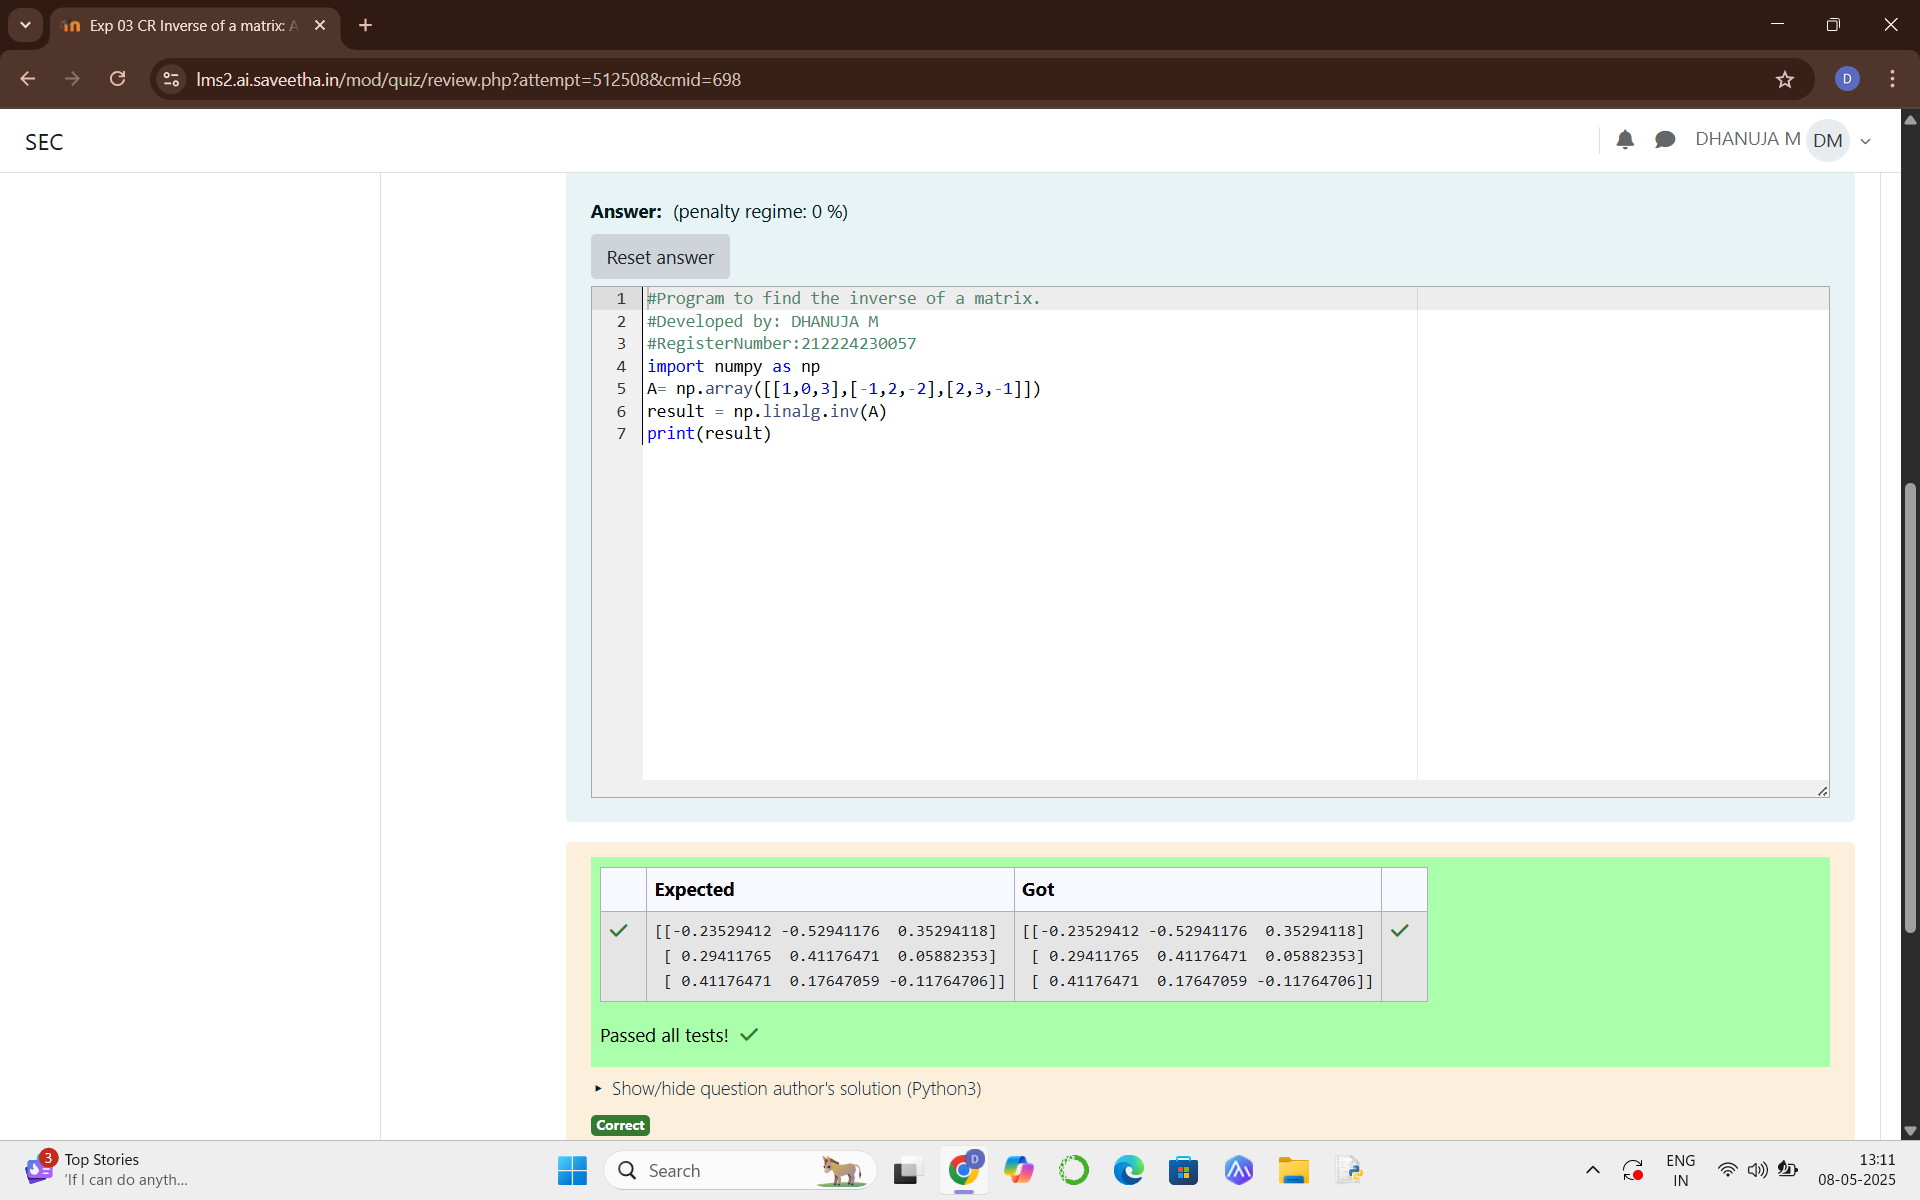 Exp 03 CR Inverse of a matrix: A
lms2.ai.saveetha.in/mod/quiz/review.php?attempt=512508&cmid=698
D
SEC
DHANUJA M DM
Answer: (penalty regime: 0 %)
Reset answer
1 #Program to find the inverse of a matrix.
2 #Developed by: DHANUJA M
3 #RegisterNumber:212224230057
4 import numpy as np
5 A= np.array([[1,0,3],[-1,2,-2],[2,3,-1]])
6 result = np.linalg.inv(A)
7 print(result)
Expected Got
[[-0.23529412 -0.52941176  0.35294118] [[-0.23529412 -0.52941176  0.35294118]
[ 0.29411765  0.41176471  0.05882353] [ 0.29411765  0.41176471  0.05882353]
[ 0.41176471  0.17647059 -0.11764706]] [ 0.41176471  0.17647059 -0.11764706]]
Passed all tests!
Show/hide question author's solution (Python3)
Correct
3
Top Stories
'If I can do anyth...
Search
D
ENG
IN
13:11
08-05-2025